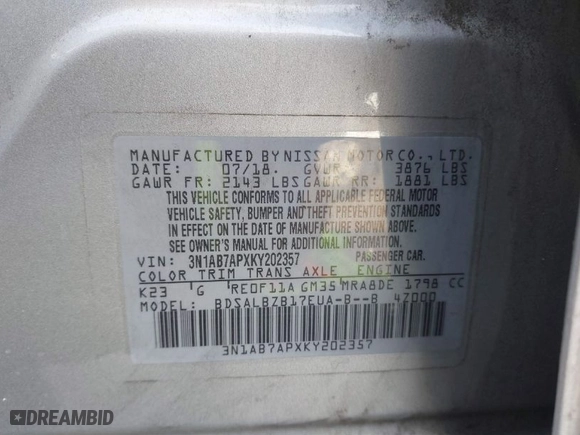 MANUFACTURED BY NISSAN MOTOR CO., LTD.
DATE: 07/18. GVWR: 3876 LBS
GAWR FR: 2143 LBS GAWR RR: 1881 LBS
THIS VEHICLE CONFORMS TO ALL APPLICABLE FEDERAL MOTOR
VEHICLE SAFETY, BUMPER AND THEFT PREVENTION STANDARDS
IN EFFECT ON THE DATE OF MANUFACTURE SHOWN ABOVE.
SEE OWNER'S MANUAL FOR ADDITIONAL INFORMATION.
VIN: 3N1AB7APXKY202357 PASSENGER CAR.
COLOR TRIM TRANS AXLE ENGINE
K23 G RE0F11A GM35 MRA8DE 1798 CC
MODEL: BDSALBZB17EUA-B--B 47000
3N1AB7APXKY202357
DREAMBID